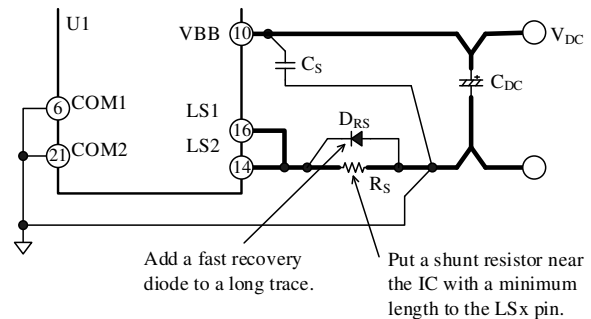 U1
VBB
10
V_DC
C_S
C_DC
6
COM1
LS1
16
D_RS
LS2
21
COM2
14
R_S
Add a fast recovery
diode to a long trace.
Put a shunt resistor near
the IC with a minimum
length to the LSx pin.